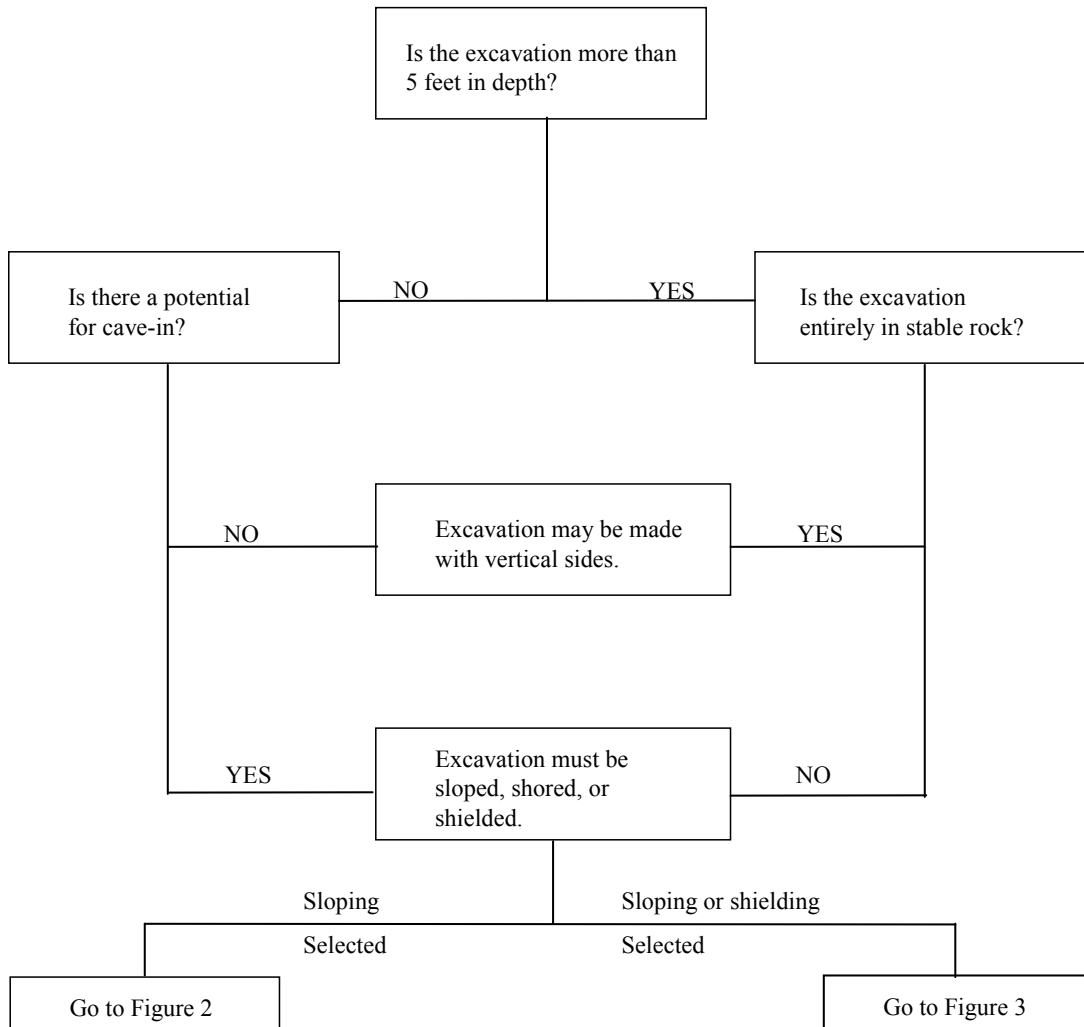 Is the excavation more than
5 feet in depth?
NO
YES
Is there a potential
for cave-in?
Is the excavation
entirely in stable rock?
NO
Excavation may be made
with vertical sides.
YES
YES
Excavation must be
sloped, shored, or
shielded.
NO
Sloping
Selected
Sloping or shielding
Selected
Go to Figure 2
Go to Figure 3